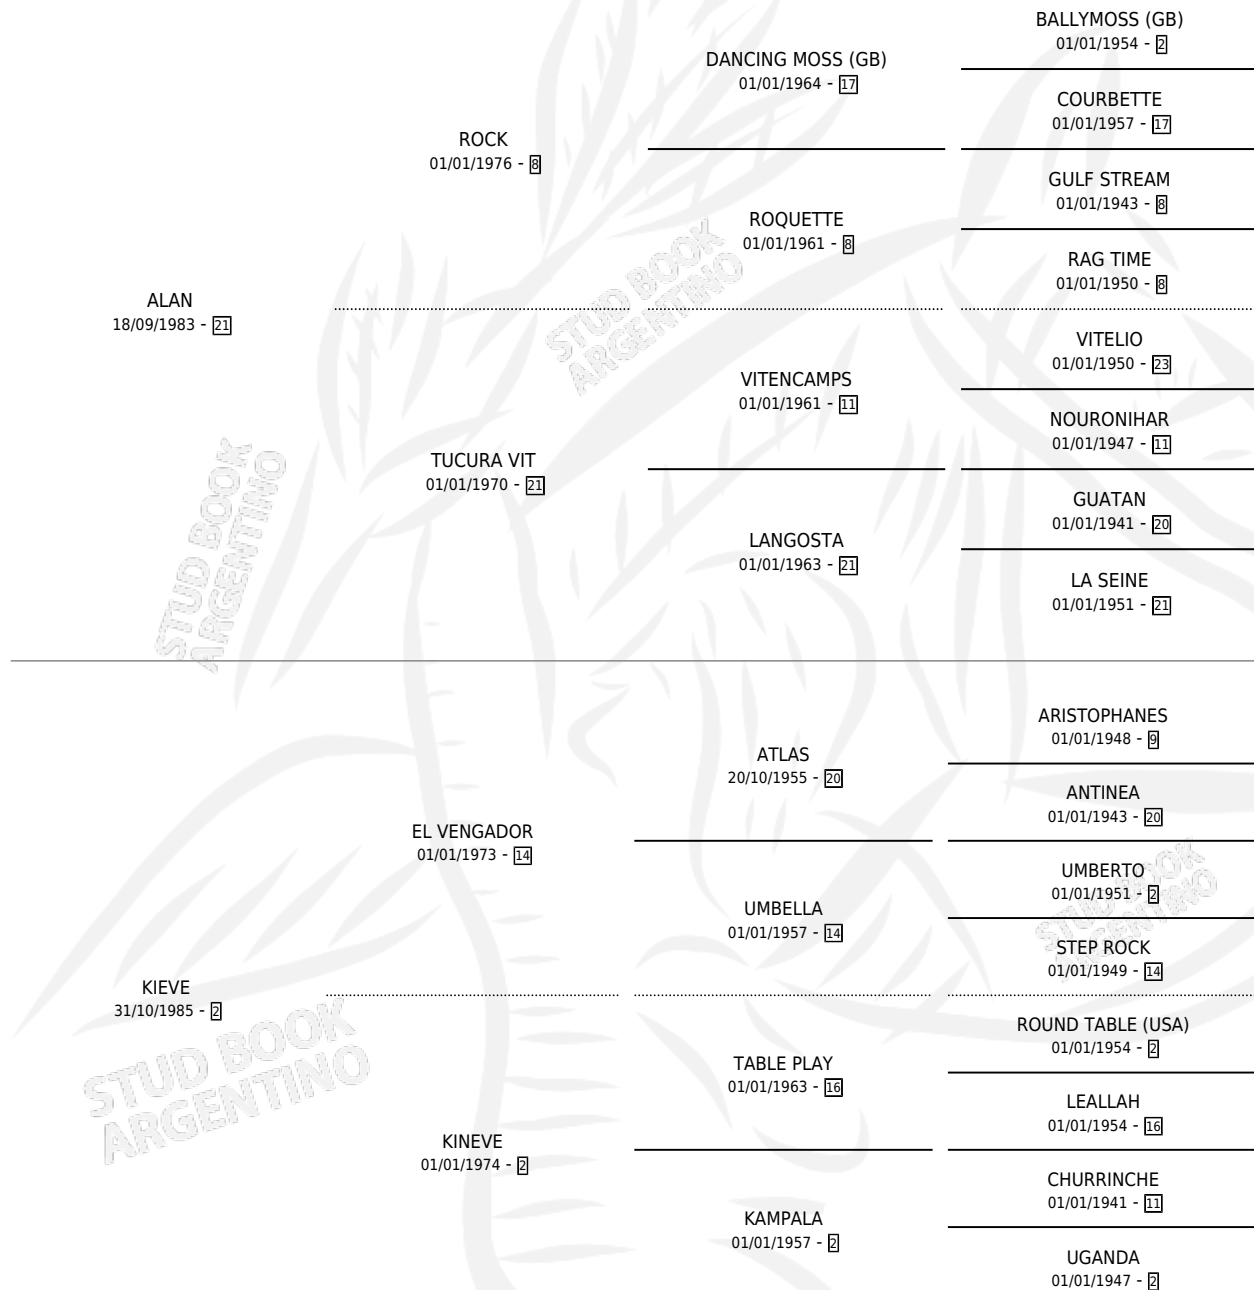 BALLYMOSS (GB)
01/01/1954 - 2
DANCING MOSS (GB)
01/01/1964 - 17
COURBETTE
01/01/1957 - 17
ROCK
01/01/1976 - 8
GULF STREAM
01/01/1943 - 8
ROQUETTE
01/01/1961 - 8
RAG TIME
01/01/1950 - 8
ALAN
18/09/1983 - 21
STUD BOOK
ARGENTINO
VITELIO
01/01/1950 - 23
VITENCAMPS
01/01/1961 - 11
NOURONIHAR
01/01/1947 - 11
TUCURA VIT
01/01/1970 - 21
GUATAN
01/01/1941 - 20
LANGOSTA
01/01/1963 - 21
LA SEINE
01/01/1951 - 21
STUD BOOK
ARGENTINO
ARISTOPHANES
01/01/1948 - 9
ATLAS
20/10/1955 - 20
ANTINEA
01/01/1943 - 20
EL VENGADOR
01/01/1973 - 14
UMBERTO
01/01/1951 - 2
UMBELLA
01/01/1957 - 14
STEP ROCK
01/01/1949 - 14
STUD BOOK
ARGENTINO
KIEVE
31/10/1985 - 2
ROUND TABLE (USA)
01/01/1954 - 2
TABLE PLAY
01/01/1963 - 16
LEALLAH
01/01/1954 - 16
STUD BOOK
ARGENTINO
KINEVE
01/01/1974 - 2
CHURRINCHE
01/01/1941 - 11
KAMPALA
01/01/1957 - 2
UGANDA
01/01/1947 - 2